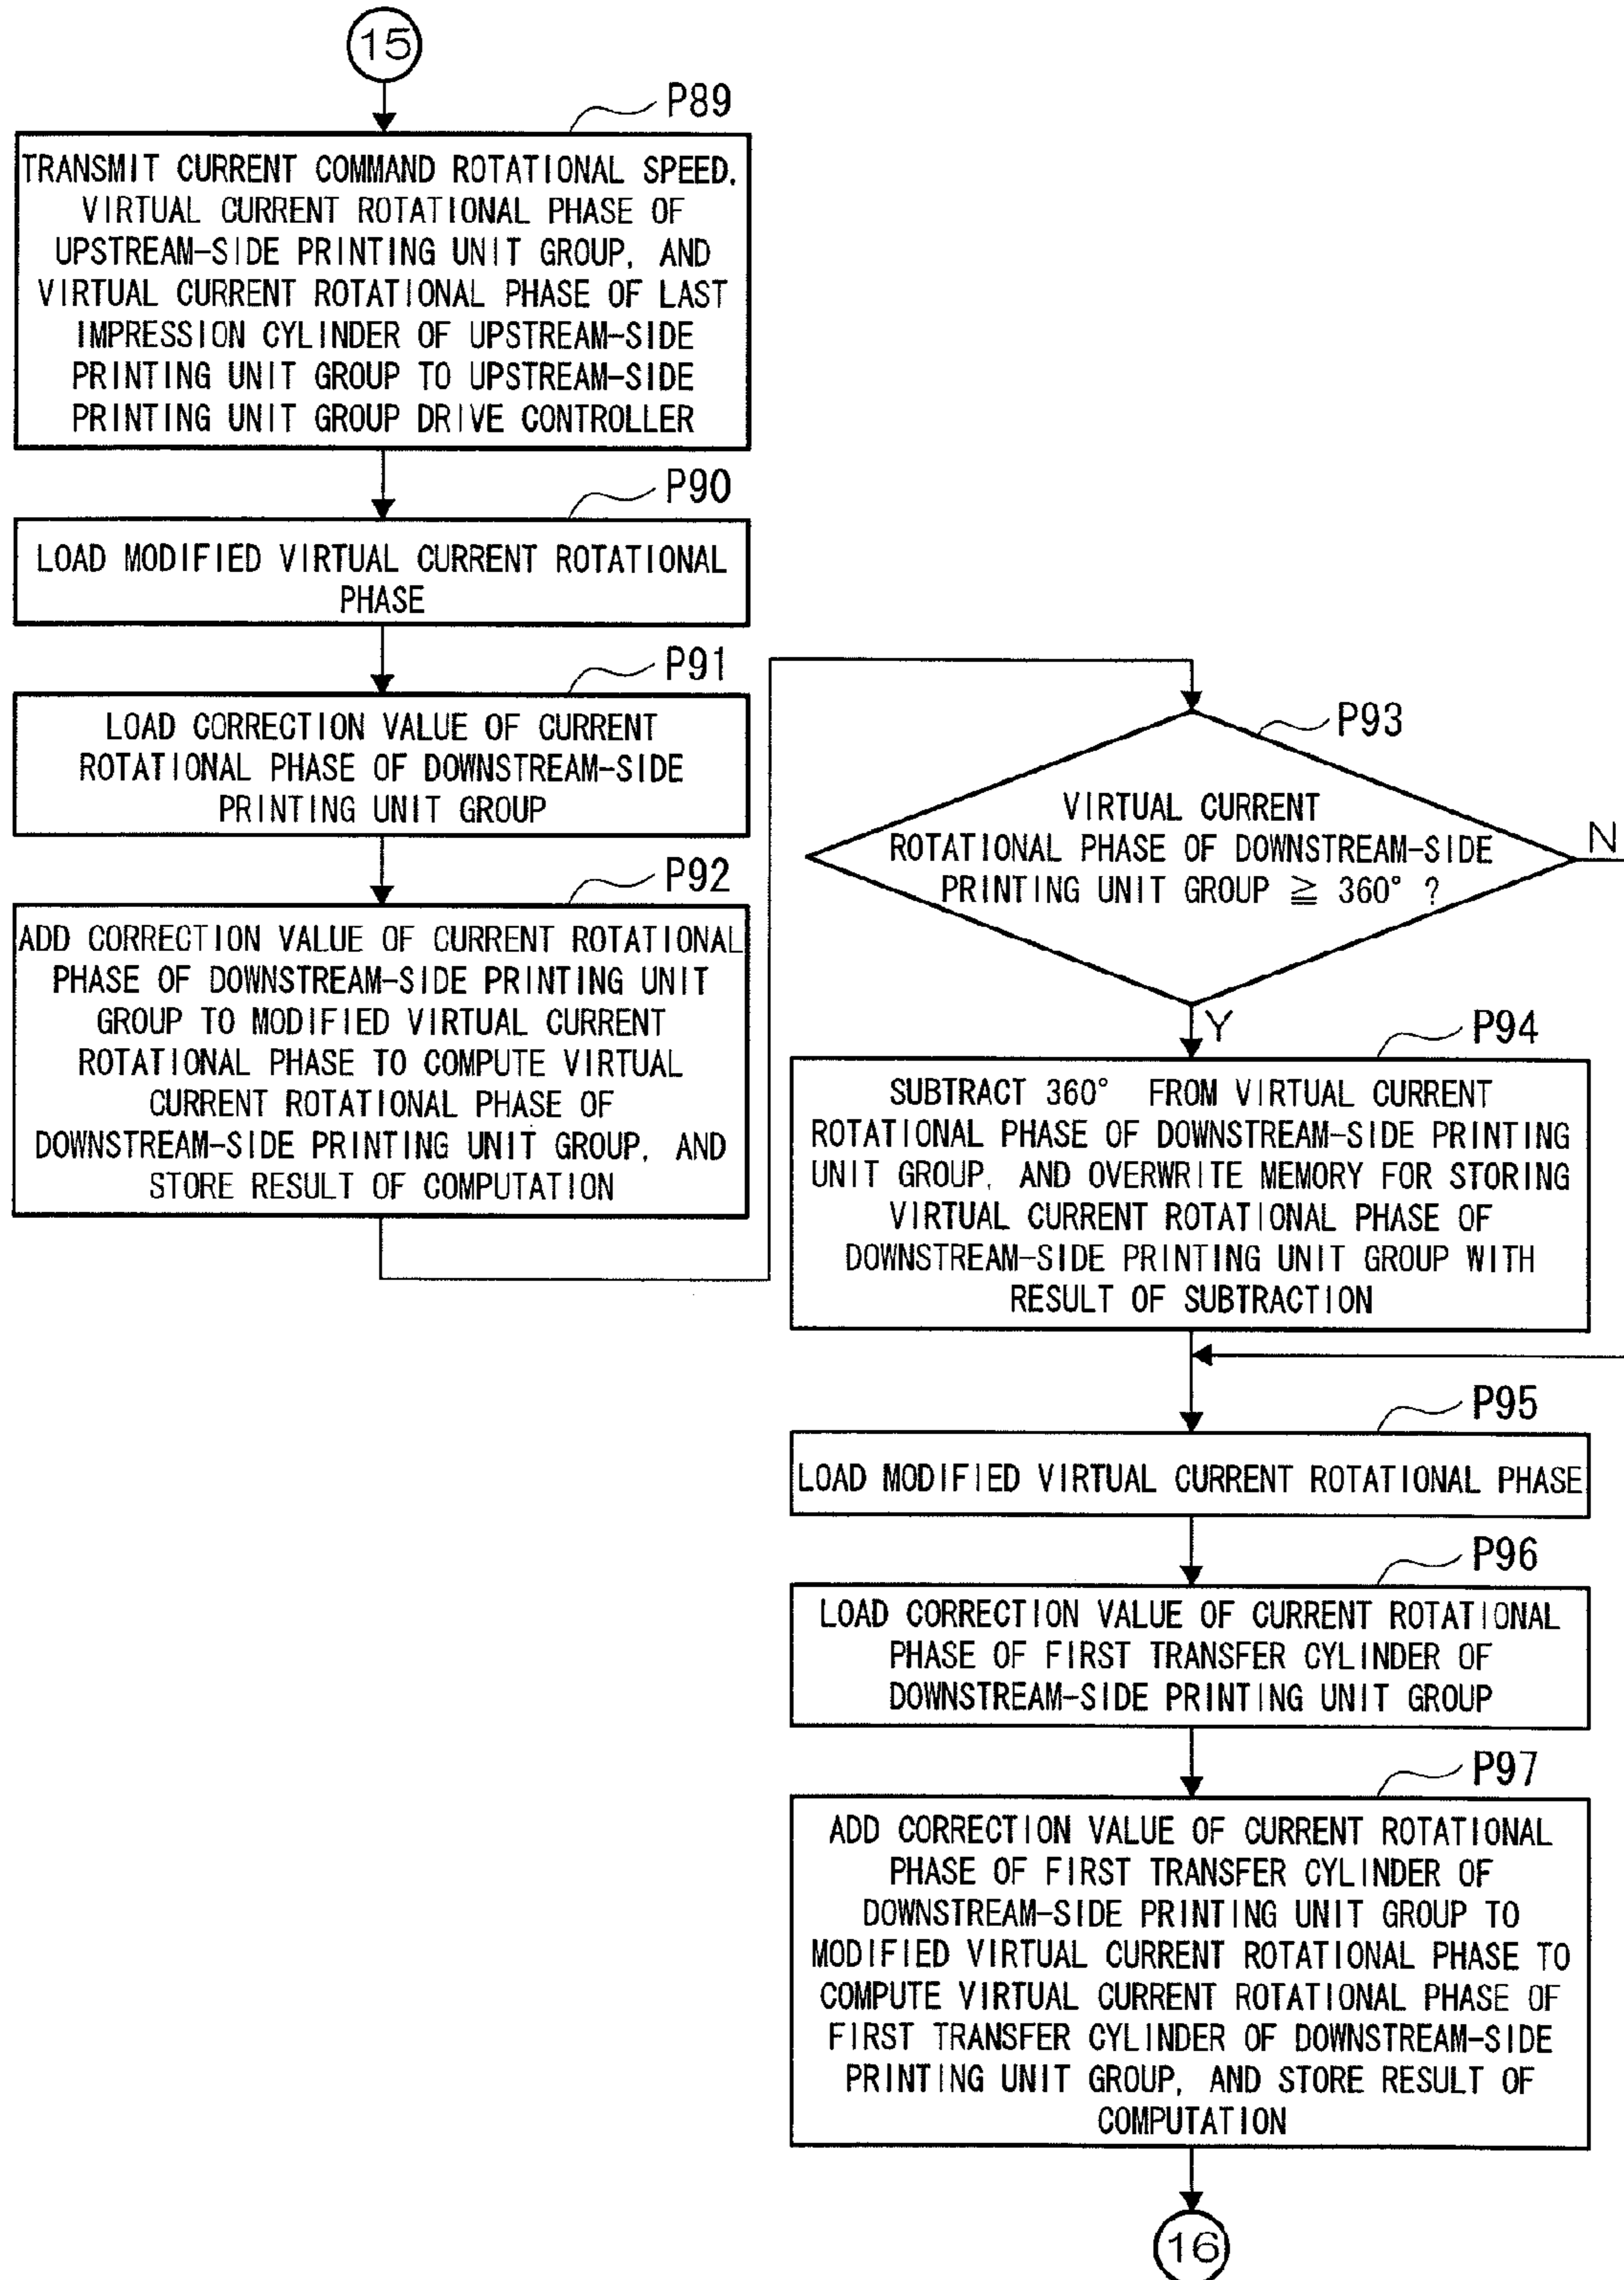 15
P89
TRANSMIT CURRENT COMMAND ROTATIONAL SPEED,
VIRTUAL CURRENT ROTATIONAL PHASE OF
UPSTREAM-SIDE PRINTING UNIT GROUP, AND
VIRTUAL CURRENT ROTATIONAL PHASE OF LAST
IMPRESSION CYLINDER OF UPSTREAM-SIDE
PRINTING UNIT GROUP TO UPSTREAM-SIDE
PRINTING UNIT GROUP DRIVE CONTROLLER
P90
LOAD MODIFIED VIRTUAL CURRENT ROTATIONAL
PHASE
P91
LOAD CORRECTION VALUE OF CURRENT
ROTATIONAL PHASE OF DOWNSTREAM-SIDE
PRINTING UNIT GROUP
P92
ADD CORRECTION VALUE OF CURRENT ROTATIONAL
PHASE OF DOWNSTREAM-SIDE PRINTING UNIT
GROUP TO MODIFIED VIRTUAL CURRENT
ROTATIONAL PHASE TO COMPUTE VIRTUAL
CURRENT ROTATIONAL PHASE OF
DOWNSTREAM-SIDE PRINTING UNIT GROUP, AND
STORE RESULT OF COMPUTATION
P93
VIRTUAL CURRENT
ROTATIONAL PHASE OF DOWNSTREAM-SIDE
PRINTING UNIT GROUP ≧ 360° ?
N
Y
P94
SUBTRACT 360° FROM VIRTUAL CURRENT
ROTATIONAL PHASE OF DOWNSTREAM-SIDE PRINTING
UNIT GROUP, AND OVERWRITE MEMORY FOR STORING
VIRTUAL CURRENT ROTATIONAL PHASE OF
DOWNSTREAM-SIDE PRINTING UNIT GROUP WITH
RESULT OF SUBTRACTION
P95
LOAD MODIFIED VIRTUAL CURRENT ROTATIONAL PHASE
P96
LOAD CORRECTION VALUE OF CURRENT ROTATIONAL
PHASE OF FIRST TRANSFER CYLINDER OF
DOWNSTREAM-SIDE PRINTING UNIT GROUP
P97
ADD CORRECTION VALUE OF CURRENT ROTATIONAL
PHASE OF FIRST TRANSFER CYLINDER OF
DOWNSTREAM-SIDE PRINTING UNIT GROUP TO
MODIFIED VIRTUAL CURRENT ROTATIONAL PHASE TO
COMPUTE VIRTUAL CURRENT ROTATIONAL PHASE OF
FIRST TRANSFER CYLINDER OF DOWNSTREAM-SIDE
PRINTING UNIT GROUP, AND STORE RESULT OF
COMPUTATION
16